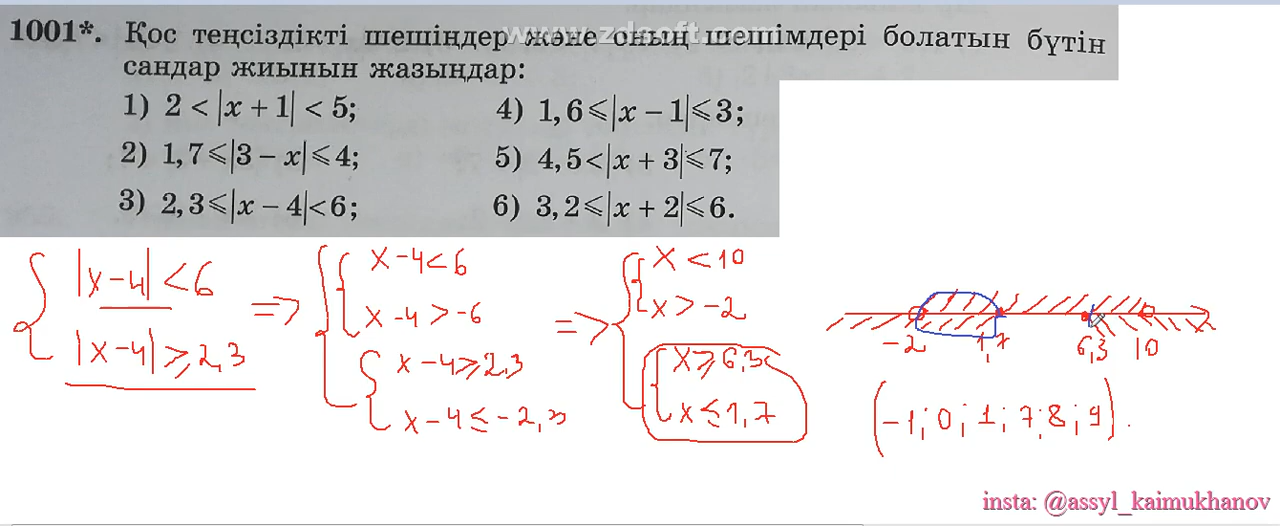 1001*. Қос теңсіздікті шешіңдер және оның шешімдері болатын бүтін
www.zdsoft.com
сандар жиынын жазыңдар:
1) 2 < |x + 1| < 5;
4) 1,6 ⩽ |x − 1| ⩽ 3;
2) 1,7 ⩽ |3 − x| ⩽ 4;
5) 4,5 < |x + 3| ⩽ 7;
3) 2,3 ⩽ |x − 4| < 6;
6) 3,2 ⩽ |x + 2| ⩽ 6.
|x−4| < 6
|x−4| ⩾ 2,3
=>
x−4 < 6
x−4 > −6
x−4 ⩾ 2,3
x−4 ⩽ −2,3
=>
x < 10
x > −2
x ⩾ 6,3
x ⩽ 1,7
−2 1,7 6,3 10 x
(−1; 0; 1; 7; 8; 9).
insta: @assyl_kaimukhanov